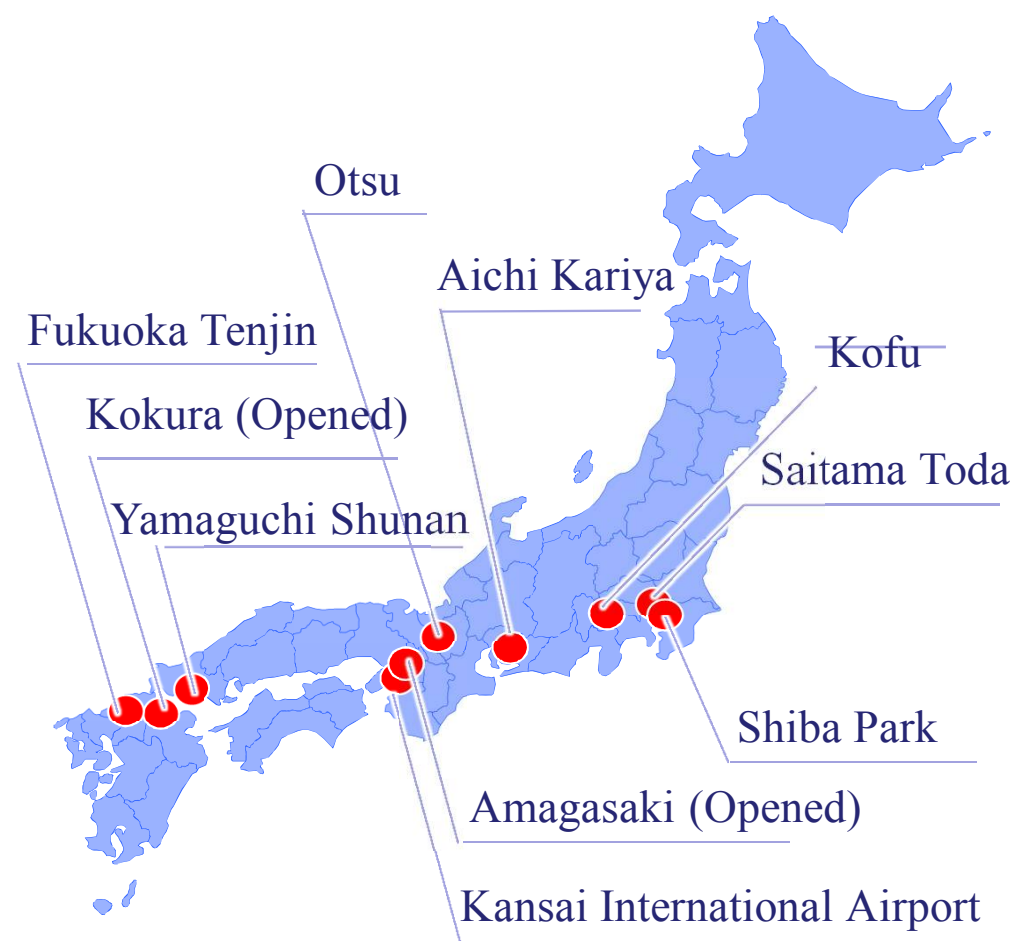 Otsu
Aichi Kariya
Fukuoka Tenjin
Kofu
Kokura (Opened)
Saitama Toda
Yamaguchi Shunan
Shiba Park
Amagasaki (Opened)
Kansai International Airport